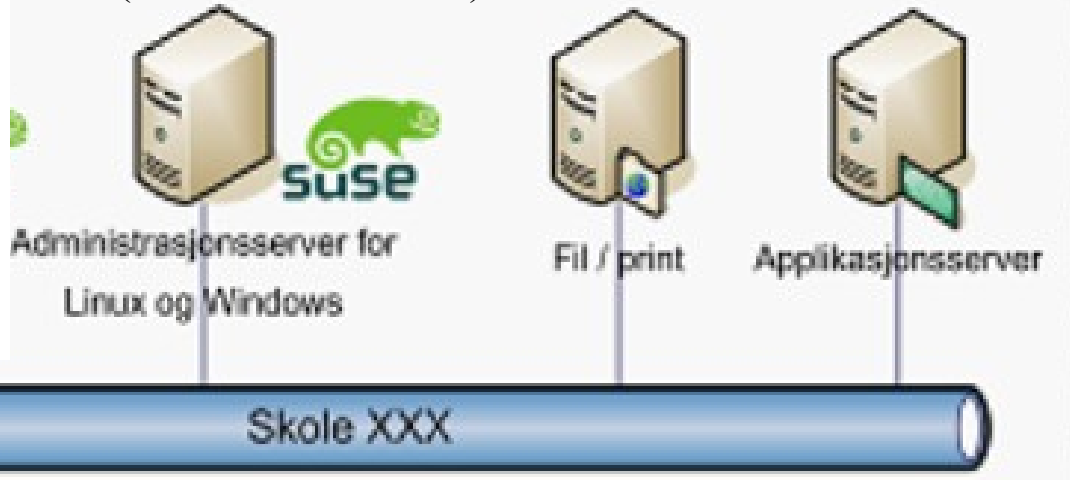 suse
Administrasjonsserver for
Linux og Windows
Fil / print
Applikasjonsserver
Skole XXX